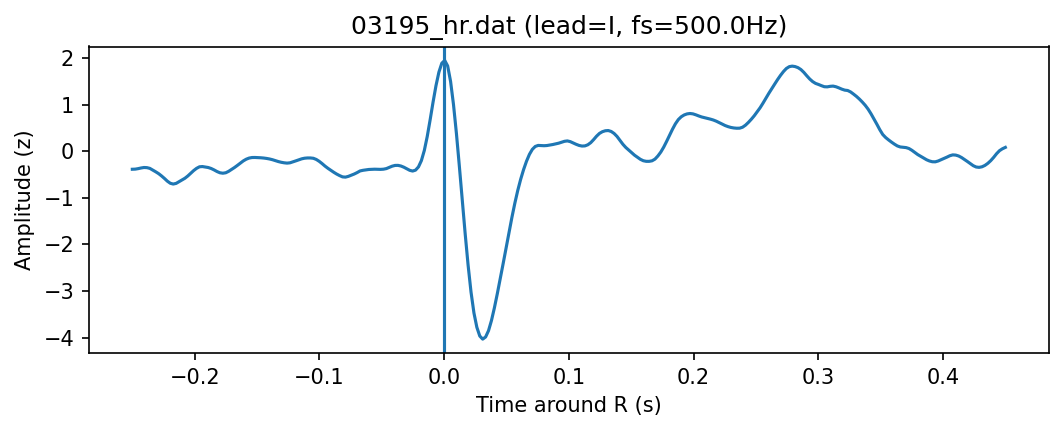 03195_hr.dat (lead=I, fs=500.0Hz)
Amplitude (z)
2
1
0
−1
−2
−3
−4
−0.2 −0.1 0.0 0.1 0.2 0.3 0.4
Time around R (s)